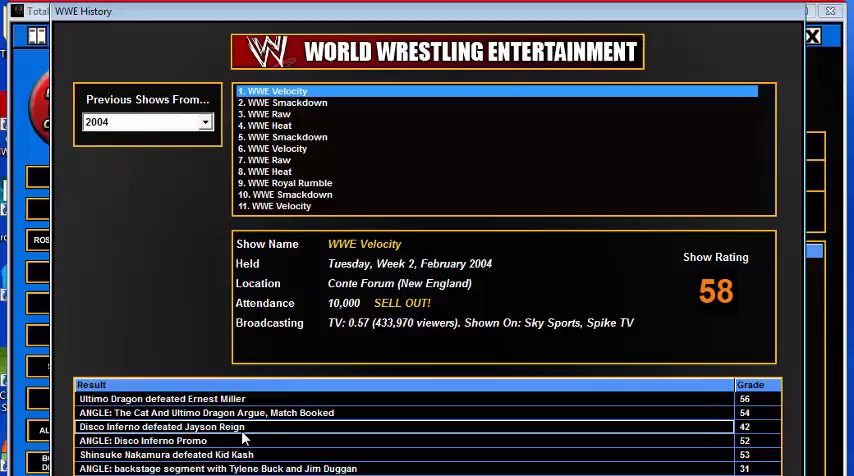 Total
WWE History
W WORLD WRESTLING ENTERTAINMENT
Previous Shows From...
2004
1. WWE Velocity
2. WWE Smackdown
3. WWE Raw
4. WWE Heat
5. WWE Smackdown
6. WWE Velocity
7. WWE Raw
8. WWE Heat
9. WWE Royal Rumble
10. WWE Smackdown
11. WWE Velocity
Show Name WWE Velocity
Held Tuesday, Week 2, February 2004
Location Conte Forum (New England)
Attendance 10,000 SELL OUT!
Broadcasting TV: 0.57 (433,970 viewers). Shown On: Sky Sports, Spike TV
Show Rating
58
Result Grade
Ultimo Dragon defeated Ernest Miller 56
ANGLE: The Cat And Ultimo Dragon Argue, Match Booked 54
Disco Inferno defeated Jayson Reign 42
ANGLE: Disco Inferno Promo 52
Shinsuke Nakamura defeated Kid Kash 53
ANGLE: backstage segment with Tylene Buck and Jim Duggan 31
ROS
AL
X